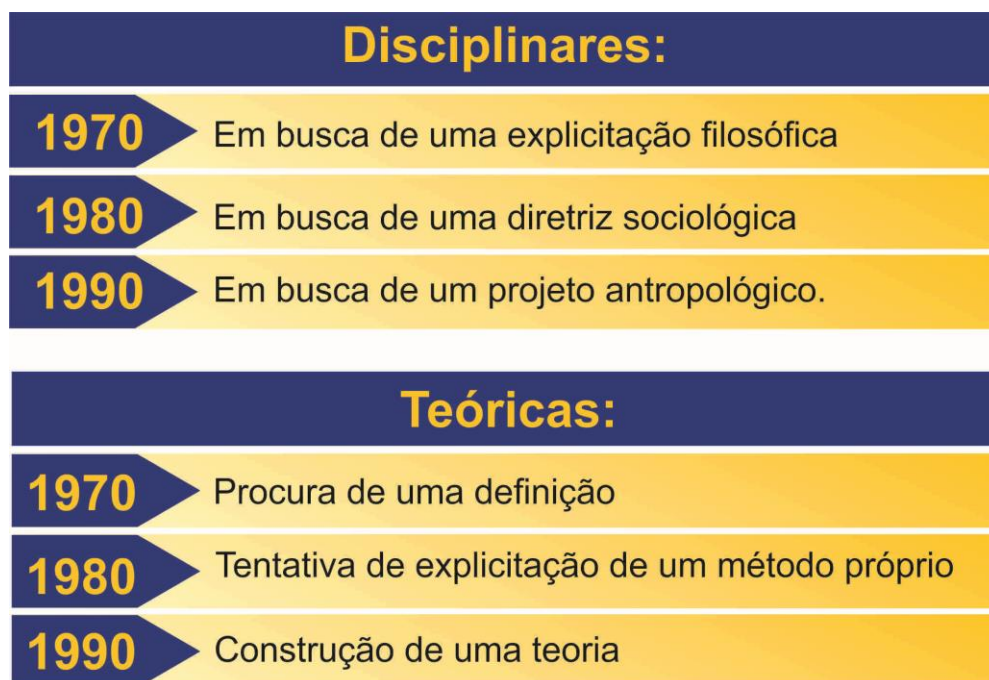 Disciplinares:
1970 Em busca de uma explicitação filosófica
1980 Em busca de uma diretriz sociológica
1990 Em busca de um projeto antropológico.
Teóricas:
1970 Procura de uma definição
1980 Tentativa de explicitação de um método próprio
1990 Construção de uma teoria